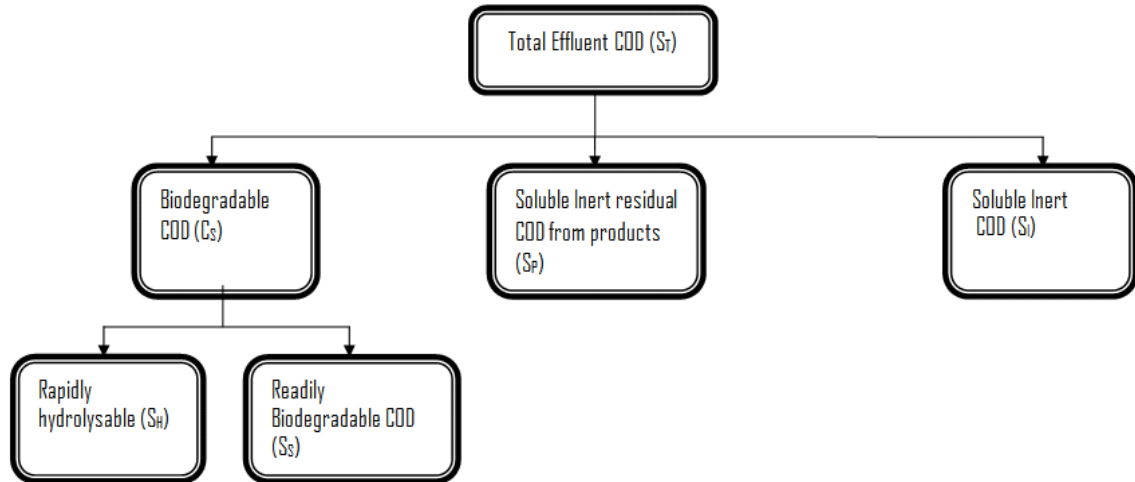 Total Effluent COD (ST)
Biodegradable
COD (CS)
Soluble Inert residual
COD from products
(SP)
Soluble Inert
COD (SI)
Rapidly
hydrolysable (SH)
Readily
Biodegradable COD
(SS)